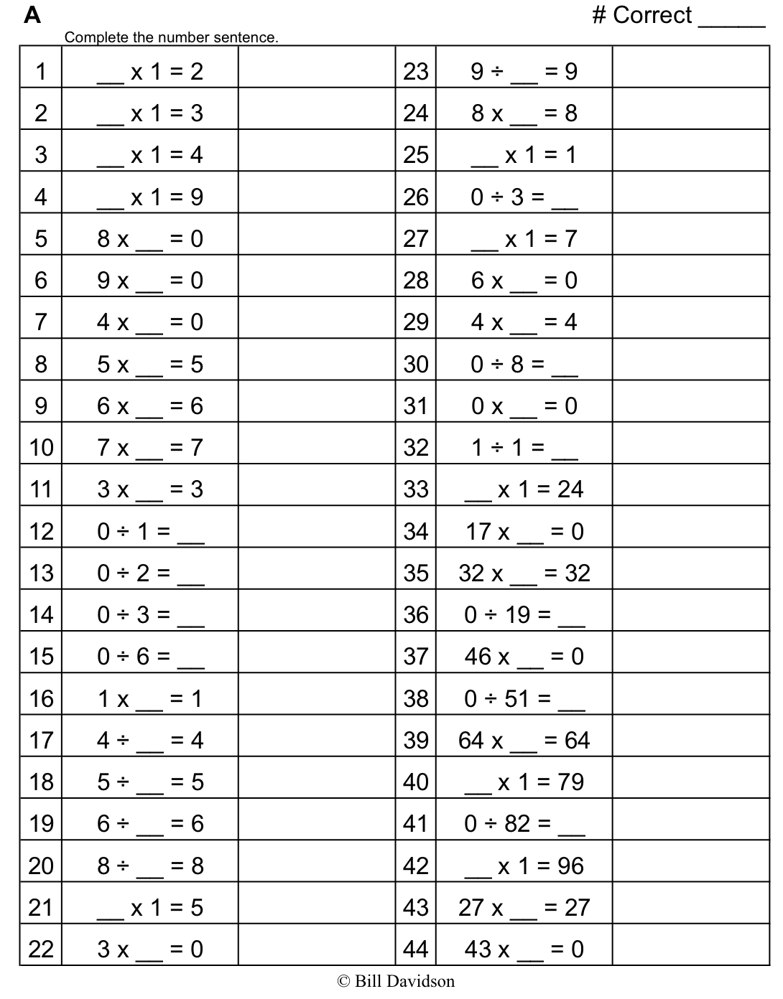 A # Correct _____
Complete the number sentence.
1 __ x 1 = 2 23 9 ÷ __ = 9
2 __ x 1 = 3 24 8 x __ = 8
3 __ x 1 = 4 25 __ x 1 = 1
4 __ x 1 = 9 26 0 ÷ 3 = __
5 8 x __ = 0 27 __ x 1 = 7
6 9 x __ = 0 28 6 x __ = 0
7 4 x __ = 0 29 4 x __ = 4
8 5 x __ = 5 30 0 ÷ 8 = __
9 6 x __ = 6 31 0 x __ = 0
10 7 x __ = 7 32 1 ÷ 1 = __
11 3 x __ = 3 33 __ x 1 = 24
12 0 ÷ 1 = __ 34 17 x __ = 0
13 0 ÷ 2 = __ 35 32 x __ = 32
14 0 ÷ 3 = __ 36 0 ÷ 19 = __
15 0 ÷ 6 = __ 37 46 x __ = 0
16 1 x __ = 1 38 0 ÷ 51 = __
17 4 ÷ __ = 4 39 64 x __ = 64
18 5 ÷ __ = 5 40 __ x 1 = 79
19 6 ÷ __ = 6 41 0 ÷ 82 = __
20 8 ÷ __ = 8 42 __ x 1 = 96
21 __ x 1 = 5 43 27 x __ = 27
22 3 x __ = 0 44 43 x __ = 0
© Bill Davidson